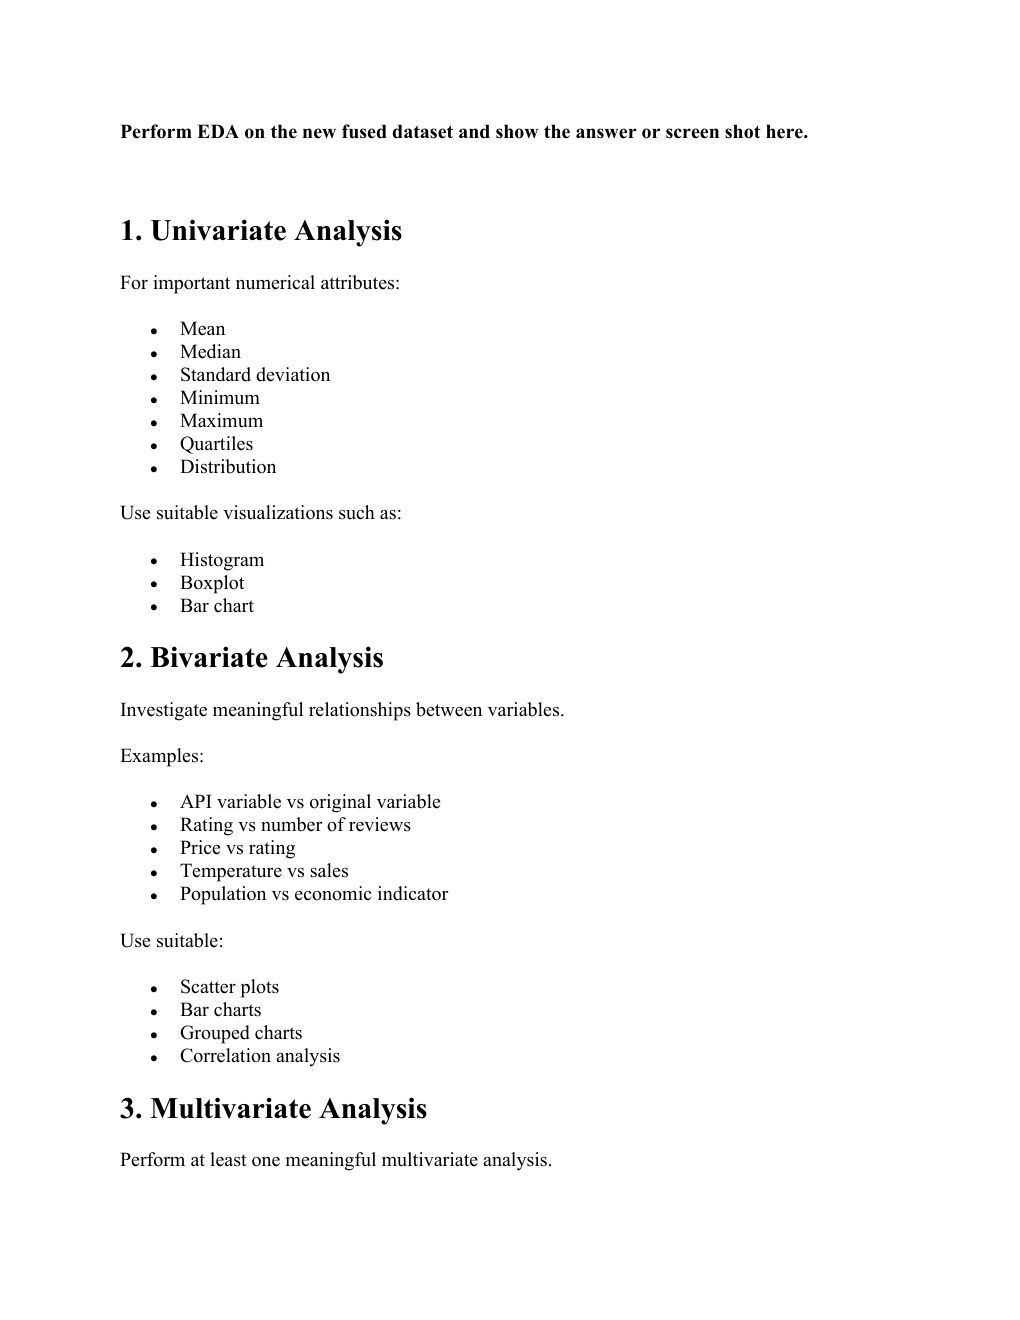 Perform EDA on the new fused dataset and show the answer or screen shot here.
1. Univariate Analysis
For important numerical attributes:
• Mean
• Median
• Standard deviation
• Minimum
• Maximum
• Quartiles
• Distribution
Use suitable visualizations such as:
• Histogram
• Boxplot
• Bar chart
2. Bivariate Analysis
Investigate meaningful relationships between variables.
Examples:
• API variable vs original variable
• Rating vs number of reviews
• Price vs rating
• Temperature vs sales
• Population vs economic indicator
Use suitable:
• Scatter plots
• Bar charts
• Grouped charts
• Correlation analysis
3. Multivariate Analysis
Perform at least one meaningful multivariate analysis.